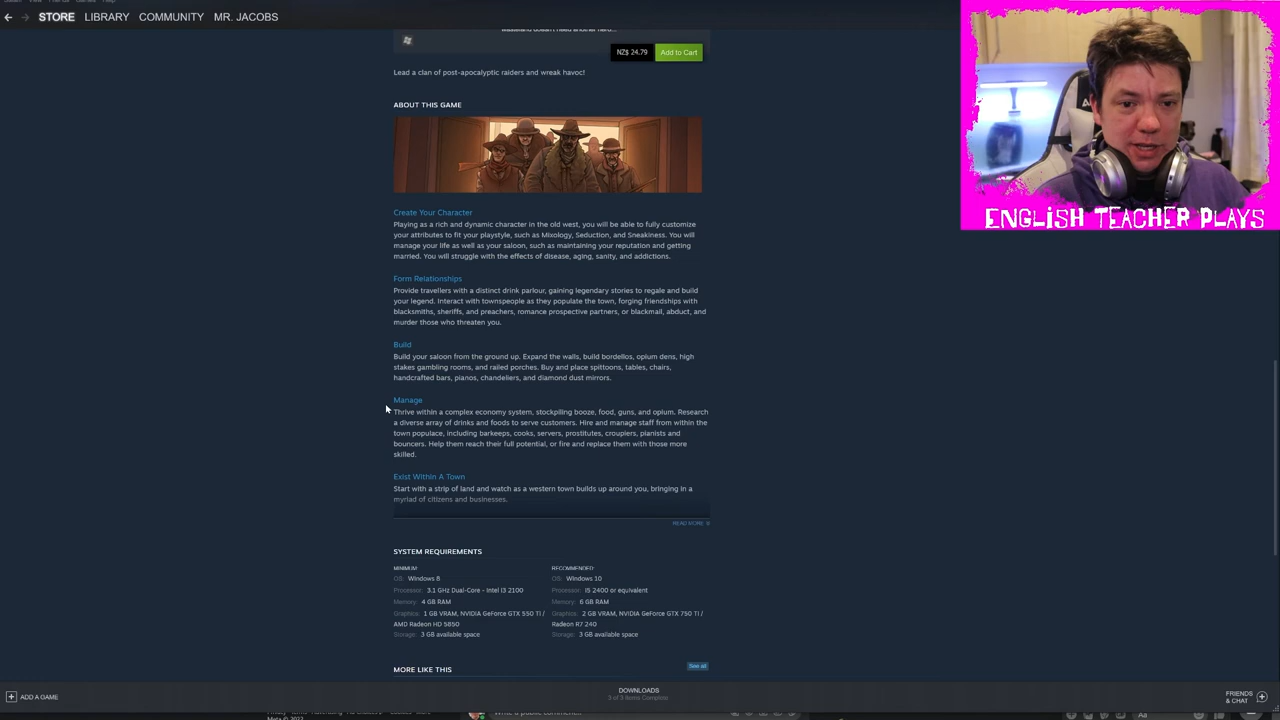 STORE LIBRARY COMMUNITY MR. JACOBS
NZ$ 24.79 Add to Cart
Lead a clan of post-apocalyptic raiders and wreak havoc!
ABOUT THIS GAME
Create Your Character
Playing as a rich and dynamic character in the old west, you will be able to fully customize
your attributes to fit your playstyle, such as Mixology, Seduction, and Sneakiness. You will
manage your life as well as your saloon, such as maintaining your reputation and getting
married. You will struggle with the effects of disease, aging, sanity, and addictions.
Form Relationships
Provide travellers with a distinct drink parlour, gaining legendary stories to regale and build
your legend. Interact with townspeople as they populate the town, forging friendships with
blacksmiths, sheriffs, and preachers, romance prospective partners, or blackmail, abduct, and
murder those who threaten you.
Build
Build your saloon from the ground up. Expand the walls, build bordellos, opium dens, high
stakes gambling rooms, and railed porches. Buy and place spittoons, tables, chairs,
handcrafted bars, pianos, chandeliers, and diamond dust mirrors.
Manage
Thrive within a complex economy system, stockpiling booze, food, guns, and opium. Research
a diverse array of drinks and foods to serve customers. Hire and manage staff from within the
town populace, including barkeeps, cooks, servers, prostitutes, croupiers, pianists and
bouncers. Help them reach their full potential, or fire and replace them with those more
skilled.
Exist Within A Town
Start with a strip of land and watch as a western town builds up around you, bringing in a
myriad of citizens and businesses.
READ MORE
SYSTEM REQUIREMENTS
MINIMUM: RECOMMENDED:
OS: Windows 8 OS: Windows 10
Processor: 3.1 GHz Dual-Core - Intel I3 2100 Processor: I5 2400 or equivalent
Memory: 4 GB RAM Memory: 6 GB RAM
Graphics: 1 GB VRAM, NVIDIA GeForce GTX 550 TI / Graphics: 2 GB VRAM, NVIDIA GeForce GTX 750 TI /
AMD Radeon HD 5850 Radeon R7 240
Storage: 3 GB available space Storage: 3 GB available space
MORE LIKE THIS See all
ADD A GAME DOWNLOADS FRIENDS
3 of 3 Items Complete & CHAT
ENGLISH TEACHER PLAYS